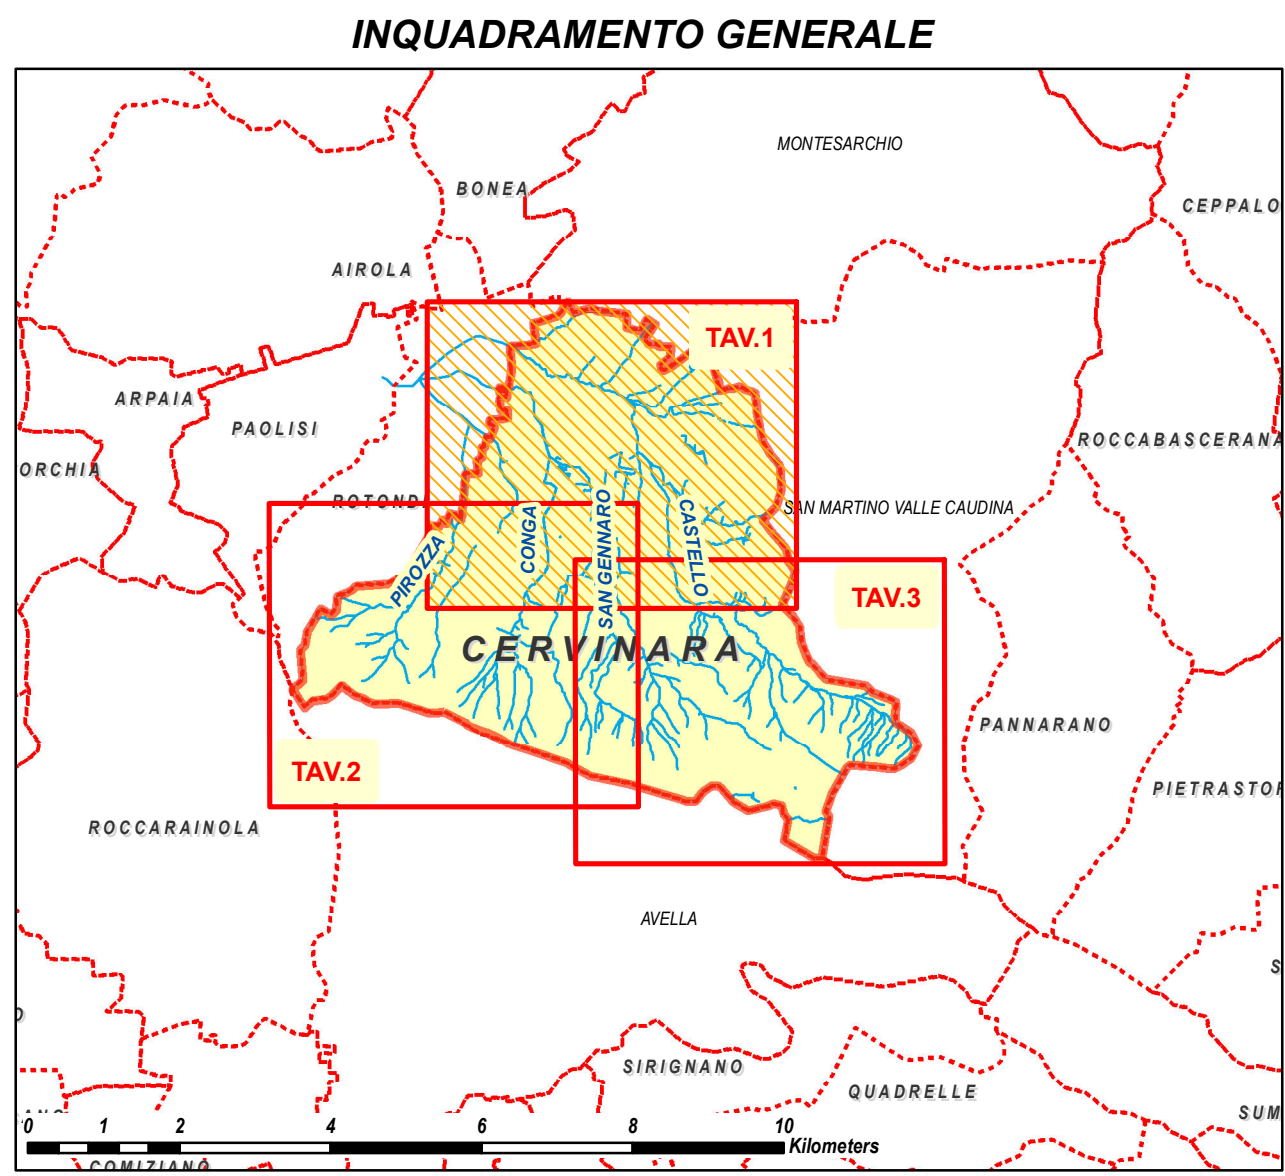 INQUADRAMENTO GENERALE
MONTESARCHIO
BONEA
CEPPALO
AIROLA
TAV.1
ARPAIA
PAOLISI
ROCCABASCERANA
ORCHIA
ROTOND
SAN MARTINO VALLE CAUDINA
PIROZZA
CONGA
SAN GENNARO
CASTELLO
TAV.3
CERVINARA
PANNARANO
TAV.2
PIETRASTOR
ROCCARAINOLA
AVELLA
S
SIRIGNANO
QUADRELLE
SUM
0 1 2 4 6 8 10
Kilometers
COMIZIANO